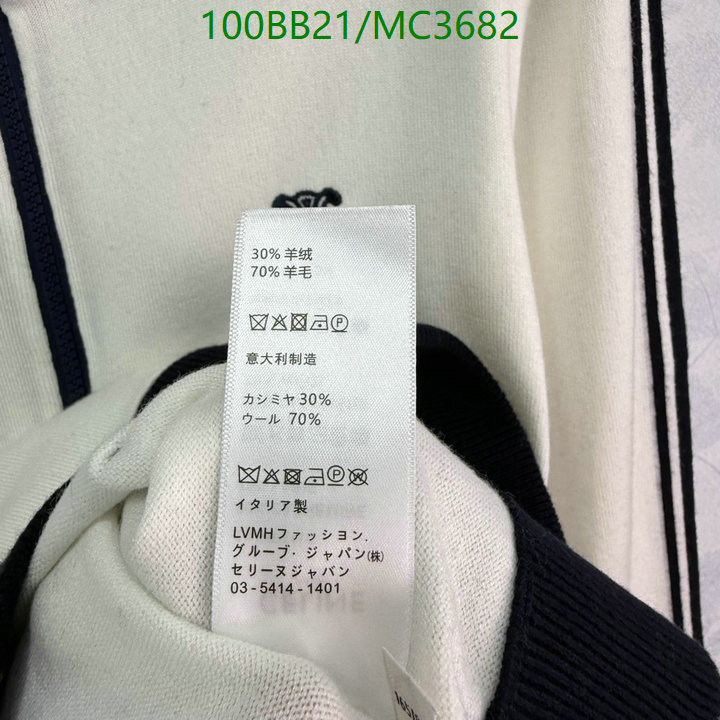 100BB21/MC3682
30% 羊绒
70% 羊毛
意大利制造
カシミヤ 30%
ウール 70%
イタリア製
LVMHファッション.
グループ・ジャパン(株)
セリーヌジャパン
03 - 5414 - 1401
CELINE